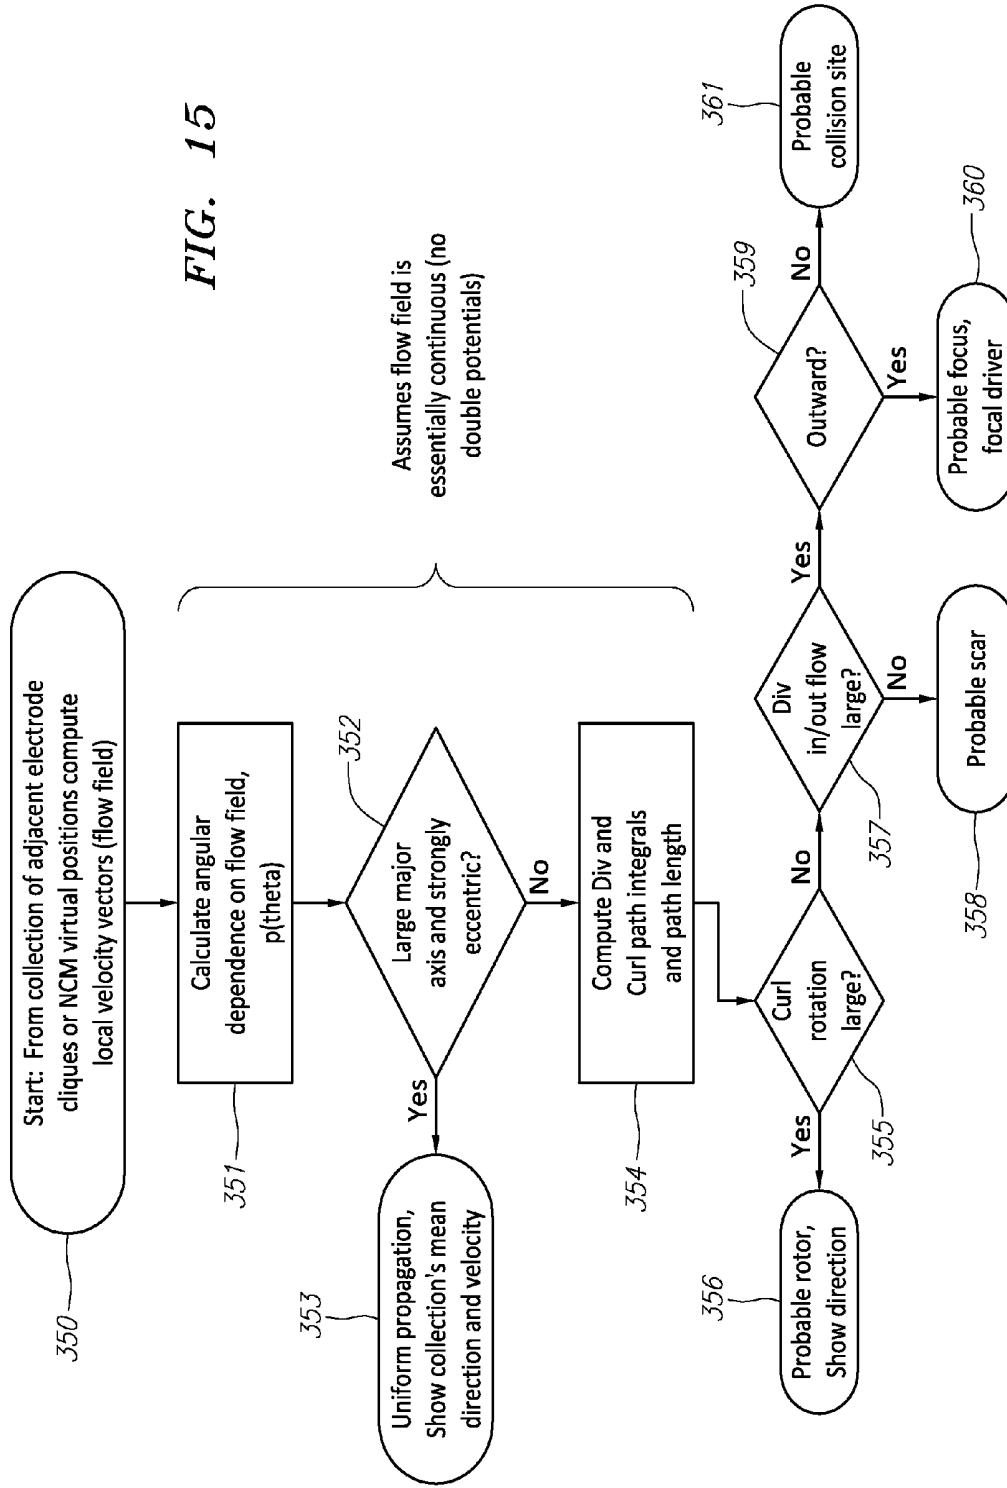 FIG. 15
350
Start: From collection of adjacent electrode
cliques or NCM virtual positions compute
local velocity vectors (flow field)
351
Calculate angular
dependence on flow field,
p(theta)
Assumes flow field is
essentially continuous (no
double potentials)
352
Large major
axis and strongly
eccentric?
Yes
No
353
Uniform propagation,
Show collection's mean
direction and velocity
354
Compute Div and
Curl path integrals
and path length
355
Curl
rotation
large?
Yes
No
356
Probable rotor,
Show direction
357
Div
in/out flow
large?
Yes
No
358
Probable scar
359
Outward?
No
Yes
360
Probable focus,
focal driver
361
Probable
collision site